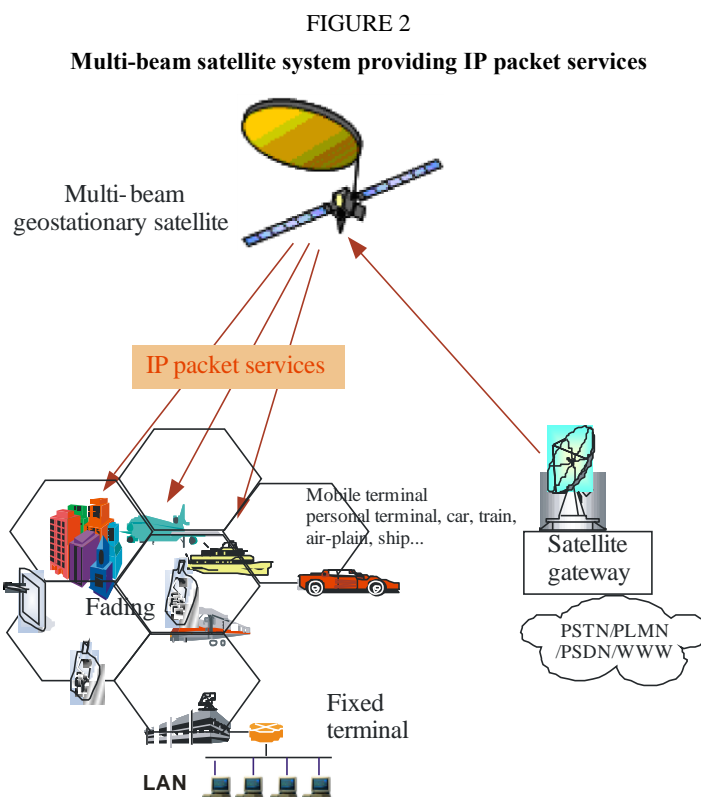 FIGURE 2
Multi-beam satellite system providing IP packet services
Multi-beam
geostationary satellite
IP packet services
Mobile terminal
personal terminal, car, train,
air-plain, ship...
Satellite
gateway
Fading
PSTN/PLMN
/PSDN/WWW
Fixed
terminal
LAN